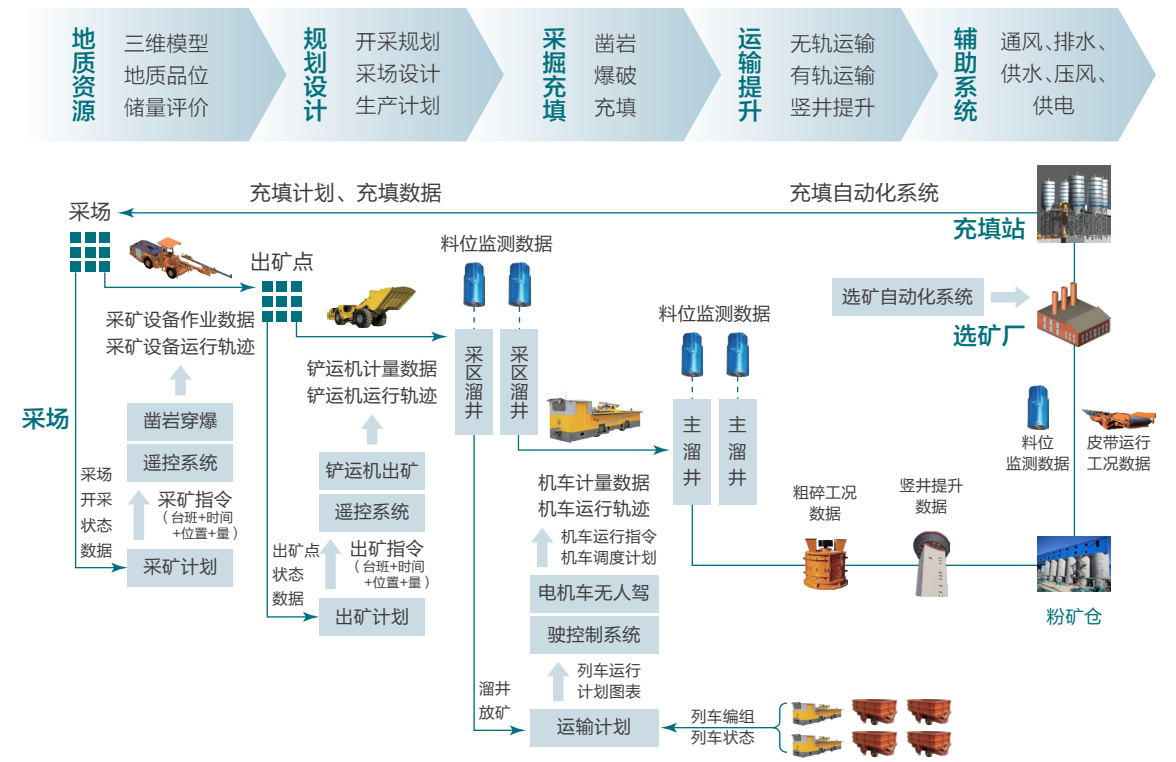 地质资源
三维模型
地质品位
储量评价
规划设计
开采规划
采场设计
生产计划
采掘充填
凿岩
爆破
充填
运输提升
无轨运输
有轨运输
竖井提升
辅助系统
通风、排水、
供水、压风、
供电
充填计划、充填数据
充填自动化系统
采场
充填站
出矿点
料位监测数据
选矿自动化系统
选矿厂
采矿设备作业数据
采矿设备运行轨迹
料位监测数据
采区溜井
采区溜井
铲运机计量数据
铲运机运行轨迹
采场
凿岩穿爆
遥控系统
主溜井
主溜井
料位
监测数据
皮带运行
工况数据
采场
开采
状态
数据
采矿指令
（台班+时间
+位置+量）
采矿计划
铲运机出矿
遥控系统
机车计量数据
机车运行轨迹
粗碎工况
数据
竖井提升
数据
出矿点
状态
数据
出矿指令
（台班+时间
+位置+量）
出矿计划
机车运行指令
机车调度计划
电机车无人驾
驶控制系统
粉矿仓
列车运行
计划图表
溜井
放矿
运输计划
列车编组
列车状态